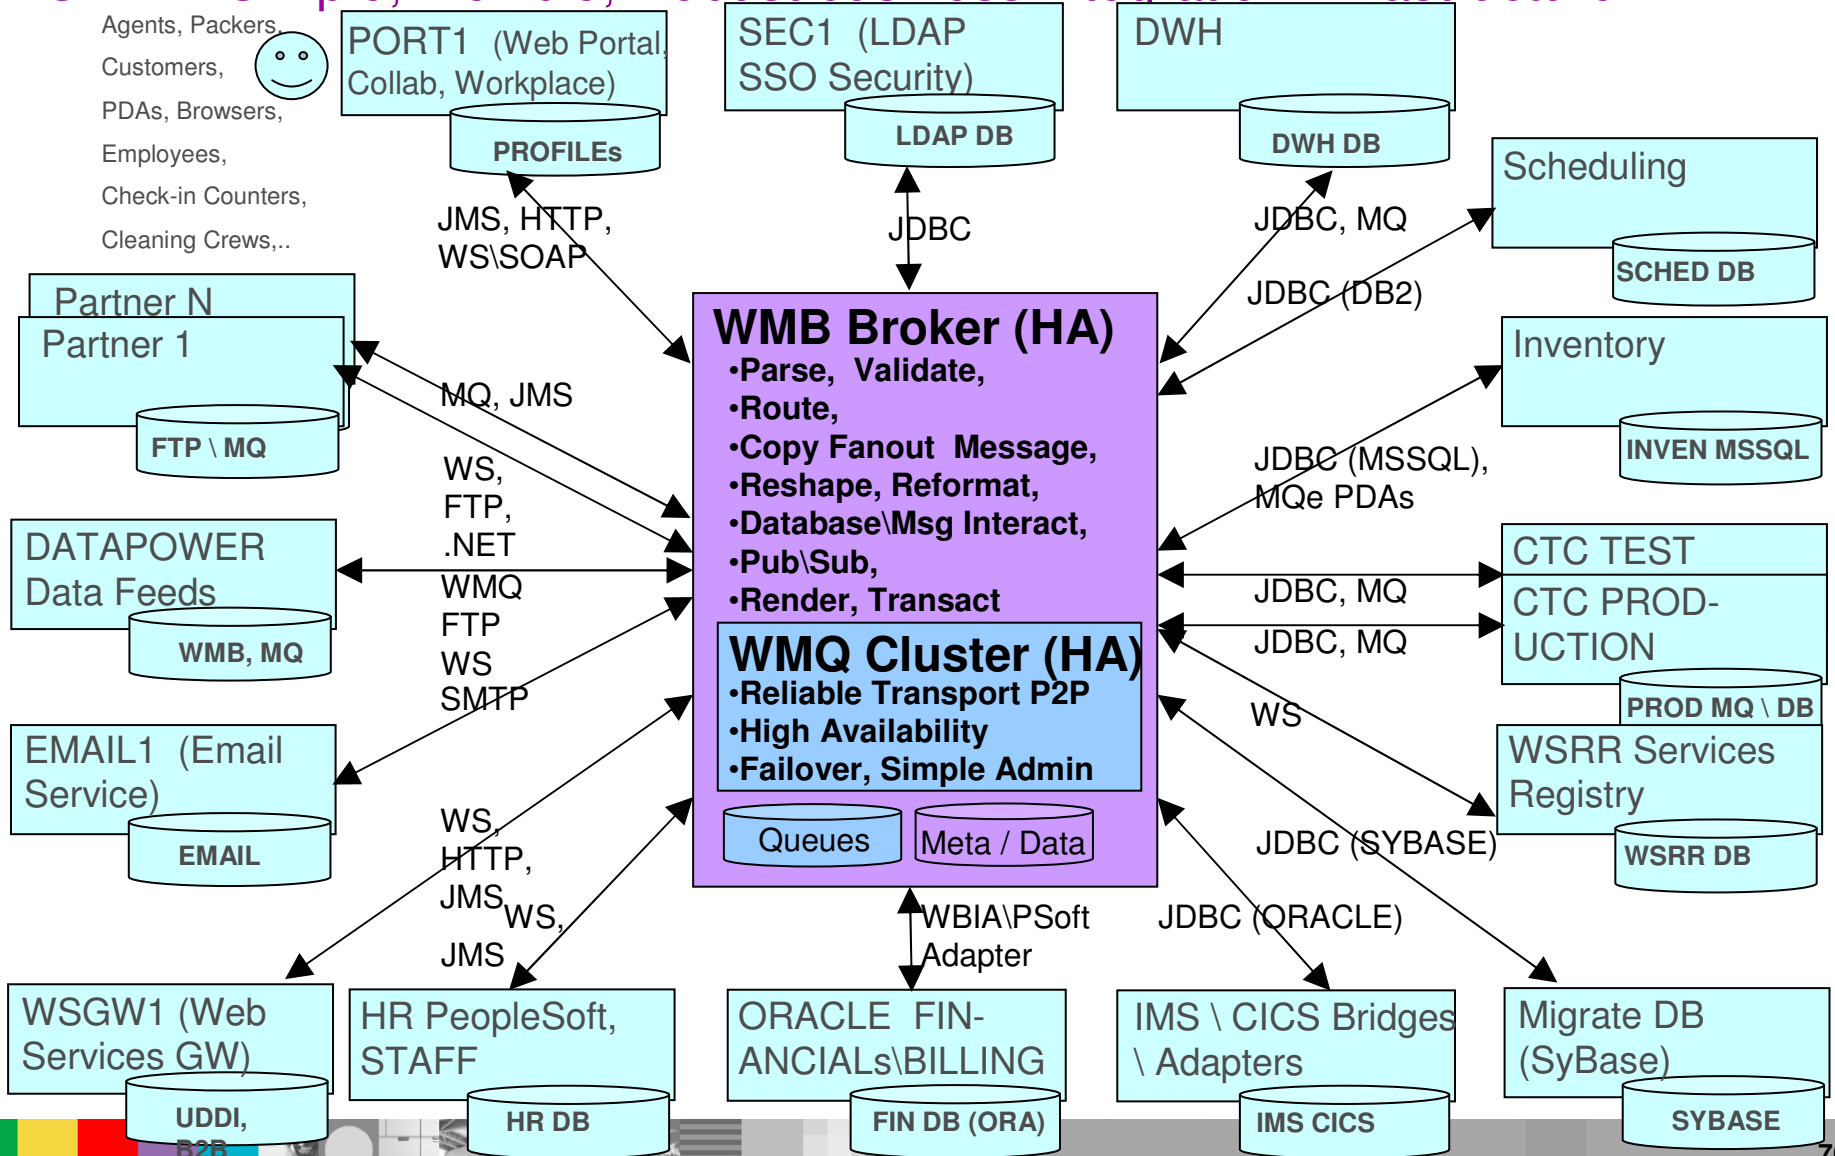 Agents, Packers,
Customers,
PDAs, Browsers,
Employees,
Check-in Counters,
Cleaning Crews,..
PORT1 (Web Portal,
Collab, Workplace)
PROFILEs
SEC1 (LDAP
SSO Security)
LDAP DB
DWH
DWH DB
Scheduling
SCHED DB
JMS, HTTP,
WS\SOAP
JDBC
JDBC, MQ
JDBC (DB2)
Partner N
Partner 1
FTP \ MQ
MQ, JMS
WMB Broker (HA)
•Parse, Validate,
•Route,
•Copy Fanout Message,
•Reshape, Reformat,
•Database\Msg Interact,
•Pub\Sub,
•Render, Transact
WMQ Cluster (HA)
•Reliable Transport P2P
•High Availability
•Failover, Simple Admin
Queues
Meta / Data
Inventory
INVEN MSSQL
JDBC (MSSQL),
MQe PDAs
WS,
FTP,
.NET
DATAPOWER
Data Feeds
WMB, MQ
WMQ
FTP
WS
SMTP
CTC TEST
CTC PROD-
UCTION
PROD MQ \ DB
JDBC, MQ
JDBC, MQ
WS
EMAIL1 (Email
Service)
EMAIL
WSRR Services
Registry
WSRR DB
WS,
HTTP,
JMS
WS,
JMS
JDBC (SYBASE)
WBIA\PSoft
Adapter
JDBC (ORACLE)
WSGW1 (Web
Services GW)
UDDI,
B2B
HR PeopleSoft,
STAFF
HR DB
ORACLE FIN-
ANCIALs\BILLING
FIN DB (ORA)
IMS \ CICS Bridges
\ Adapters
IMS CICS
Migrate DB
(SyBase)
SYBASE